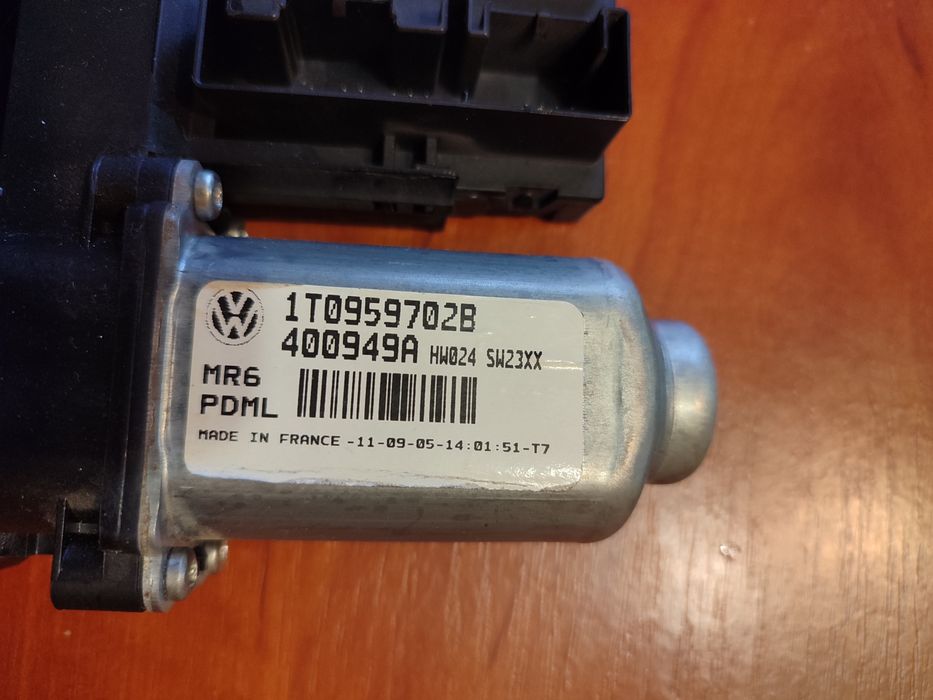 1T0959702B
400949A HW024 SW23XX
MR6
PDML
MADE IN FRANCE -11-09-05-14:01:51-T7